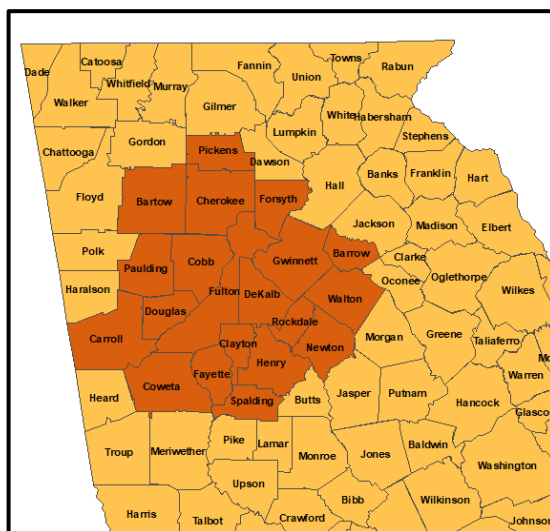 Towns
Rabun
Fannin
Union
Catoosa
Dade
Whitfield
Murray
Walker
Gilmer
White
Habersham
Lumpkin
Stephens
Gordon
Chattooga
Pickens
Dawson
Hall
Banks
Franklin
Hart
Floyd
Bartow
Cherokee
Forsyth
Jackson
Madison
Elbert
Polk
Paulding
Cobb
Gwinnett
Barrow
Clarke
Oconee
Oglethorpe
Wilkes
Haralson
Fulton
DeKalb
Walton
Douglas
Rockdale
Carroll
Clayton
Newton
Morgan
Greene
Taliaferro
Henry
Fayette
Coweta
Spalding
Butts
Jasper
Putnam
Warren
Heard
Hancock
Glasco
Troup
Meriwether
Pike
Lamar
Monroe
Jones
Baldwin
Washington
Upson
Bibb
Wilkinson
Harris
Talbot
Crawford
Johnson